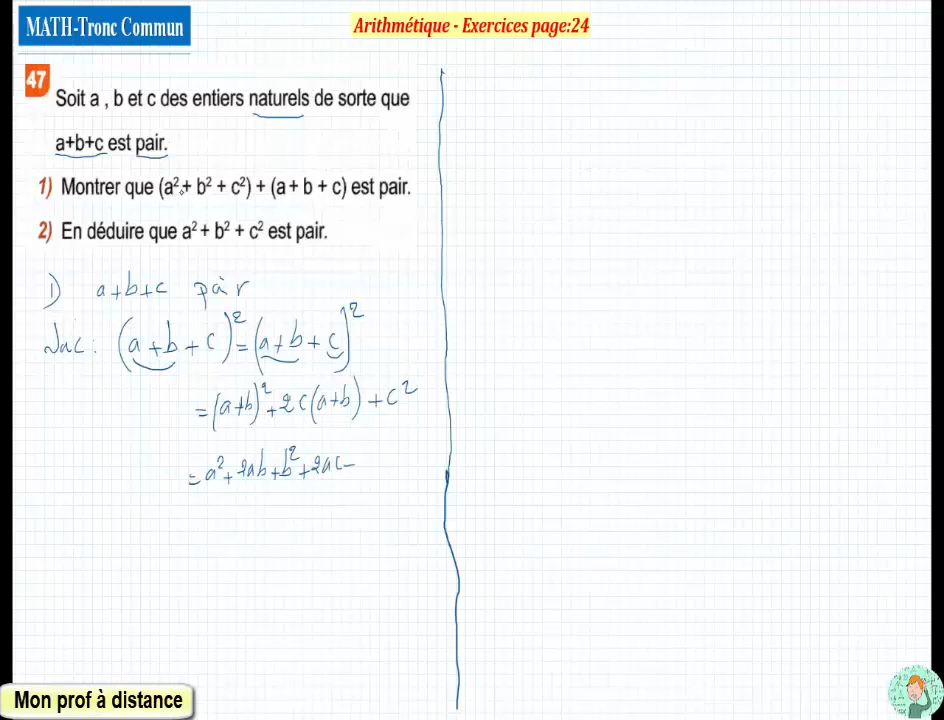 MATH-Tronc Commun
Arithmétique - Exercices page:24
47
Soit a , b et c des entiers naturels de sorte que
a+b+c est pair.
1) Montrer que (a² + b² + c²) + (a + b + c) est pair.
2) En déduire que a² + b² + c² est pair.
1) a+b+c pair
(a+b+c)² = (a+b+c)²
= (a+b)² + 2c(a+b) + c²
= a² + 2ab + b² + 2ac
Mon prof à distance